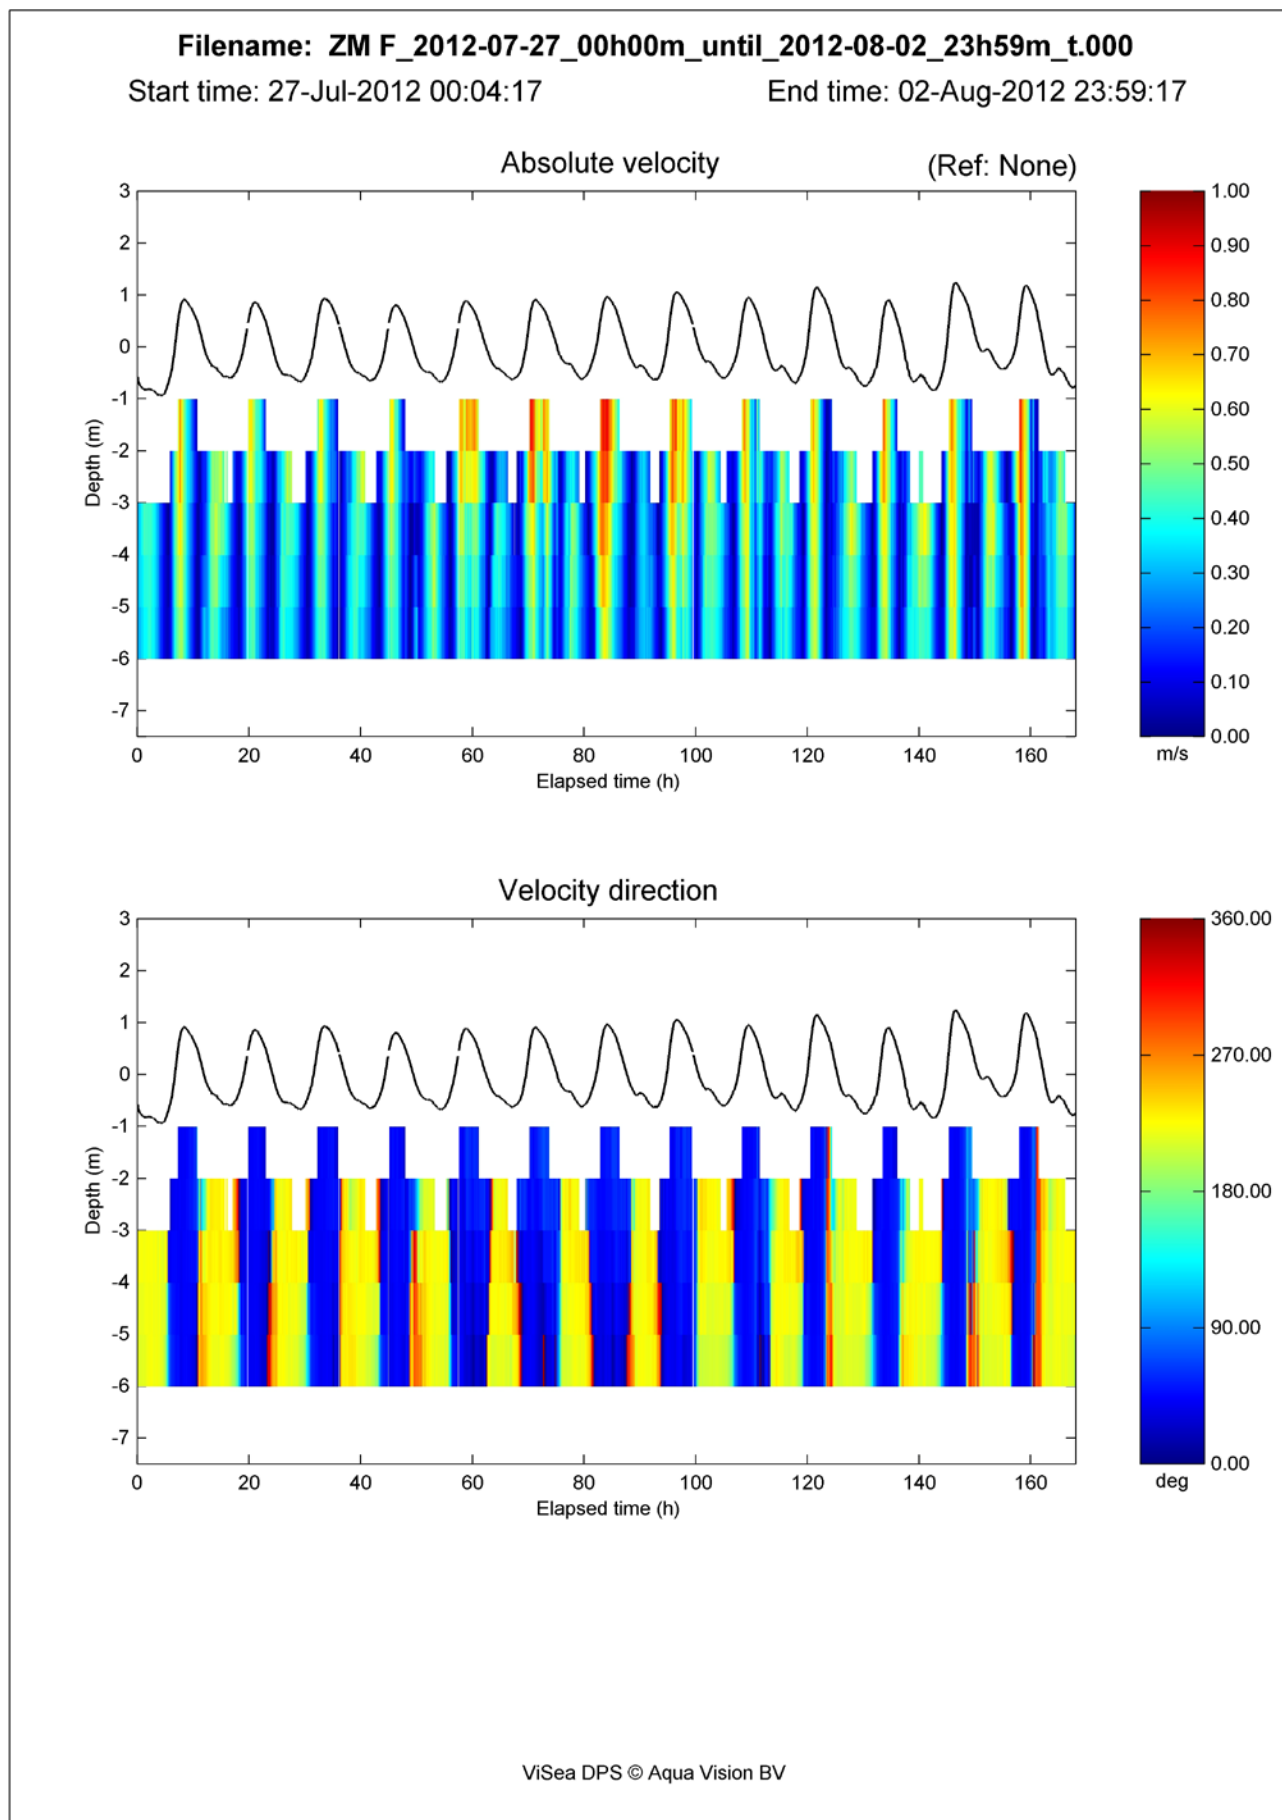 Filename: ZM F_2012-07-27_00h00m_until_2012-08-02_23h59m_t.000
Start time: 27-Jul-2012 00:04:17 End time: 02-Aug-2012 23:59:17
Absolute velocity (Ref: None)
3
2
1
0
-1
-2
-3
-4
-5
-6
-7
Depth (m)
0 20 40 60 80 100 120 140 160
Elapsed time (h)
1.00
0.90
0.80
0.70
0.60
0.50
0.40
0.30
0.20
0.10
0.00
m/s
Velocity direction
3
2
1
0
-1
-2
-3
-4
-5
-6
-7
Depth (m)
0 20 40 60 80 100 120 140 160
Elapsed time (h)
360.00
270.00
180.00
90.00
0.00
deg
ViSea DPS © Aqua Vision BV